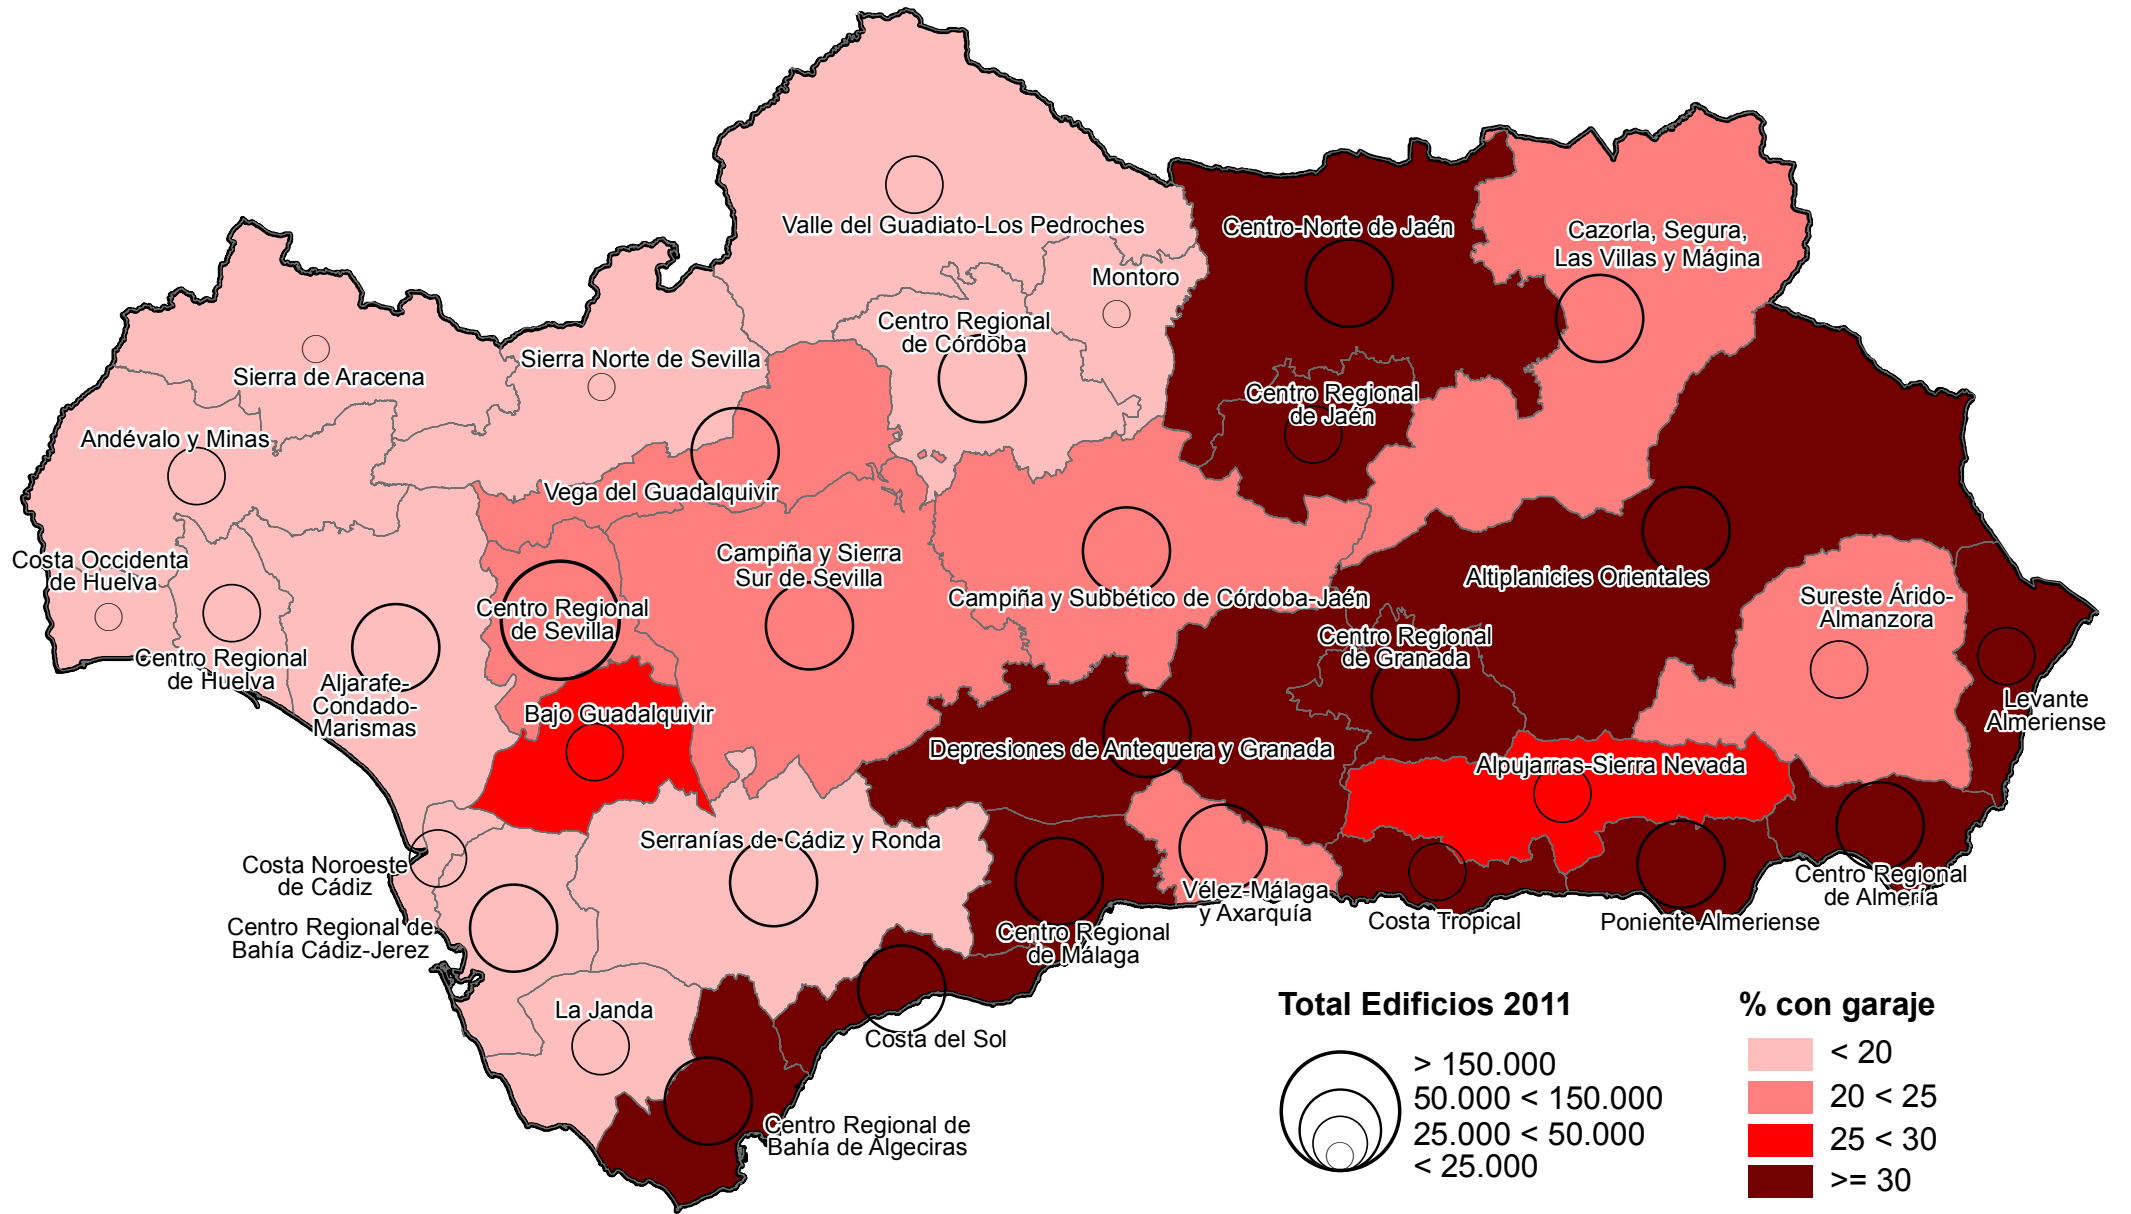 Valle del Guadiato-Los Pedroches
Centro-Norte de Jaén
Cazorla, Segura,
Las Villas y Mágina
Montoro
Centro Regional
de Córdoba
Sierra Norte de Sevilla
Sierra de Aracena
Centro Regional
de Jaén
Andévalo y Minas
Vega del Guadalquivir
Costa Occidenta
de Huelva
Campiña y Sierra
Sur de Sevilla
Altiplanicies Orientales
Campiña y Subbético de Córdoba-Jaén
Sureste Árido-
Almanzora
Centro Regional
de Sevilla
Centro Regional
de Granada
Centro Regional
de Huelva
Aljarafe-
Condado-
Marismas
Bajo Guadalquivir
Levante
Almeriense
Depresiones de Antequera y Granada
Alpujarras-Sierra Nevada
Serranías de Cádiz y Ronda
Costa Noroeste
de Cádiz
Vélez-Málaga
y Axarquía
Centro Regional
de Almería
Costa Tropical
Poniente Almeriense
Centro Regional de
Bahía Cádiz-Jerez
Centro Regional
de Málaga
La Janda
Costa del Sol
Centro Regional de
Bahía de Algeciras
Total Edificios 2011
> 150.000
50.000 < 150.000
25.000 < 50.000
< 25.000
% con garaje
< 20
20 < 25
25 < 30
>= 30